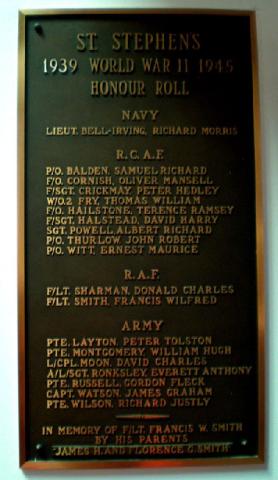 ST. STEPHENS
1939 WORLD WAR II 1945
HONOUR ROLL
NAVY
LIEUT. BELL-IRVING, RICHARD MORRIS
R.C.A.F.
P/O. BALDEN, SAMUEL RICHARD
F/O. CORNISH, OLIVER MANSELL
F/SGT. CRICKMAY, PETER HEDLEY
W/O.2 FRY, THOMAS WILLIAM
F/O. HAILSTONE, TERENCE RAMSEY
F/SGT. HALSTEAD, DAVID HARRY
SGT. POWELL, ALBERT RICHARD
P/O. THURLOW, JOHN ROBERT
P/O. WITT, ERNEST MAURICE
R.A.F.
F/LT. SHARMAN, DONALD CHARLES
F/LT. SMITH, FRANCIS WILFRED
ARMY
PTE. LAYTON, PETER TOLSTON
PTE. MONTGOMERY, WILLIAM HUGH
L/CPL. MOON, DAVID CHARLES
A/L/SGT. RONKSLEY, EVERETT ANTHONY
PTE. RUSSELL, GORDON FLECK
CAPT. WATSON, JAMES GRAHAM
PTE. WILSON, RICHARD JUSTLY
IN MEMORY OF F/LT. FRANCIS W. SMITH
BY HIS PARENTS
JAMES H. AND FLORENCE G. SMITH